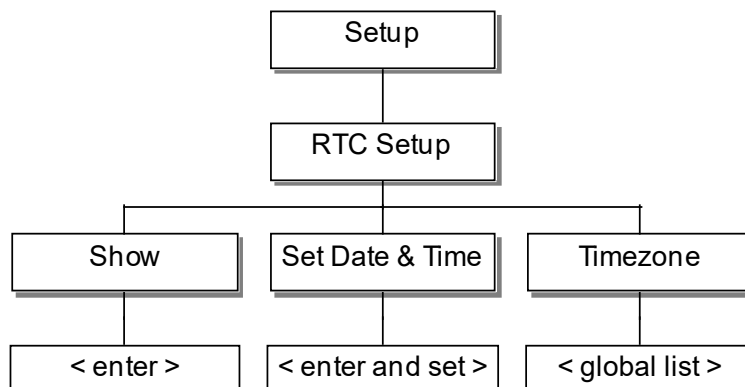 Setup
RTC Setup
Show
Set Date & Time
Timezone
< enter >
< enter and set >
< global list >